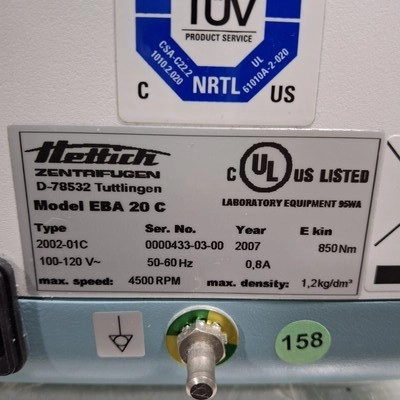 TÜV
PRODUCT SERVICE
CSA-C22.2
1010.2.020
UL
61010A-2-020
NRTL
C US
Hettich
ZENTRIFUGEN
D-78532 Tuttlingen
Model EBA 20 C
C UL US LISTED
LABORATORY EQUIPMENT 95WA
Type Ser. No. Year E kin
2002-01C 0000433-03-00 2007 850Nm
100-120 V~ 50-60 Hz 0,8A
max. speed: 4500 RPM max. density: 1,2kg/dm³
158